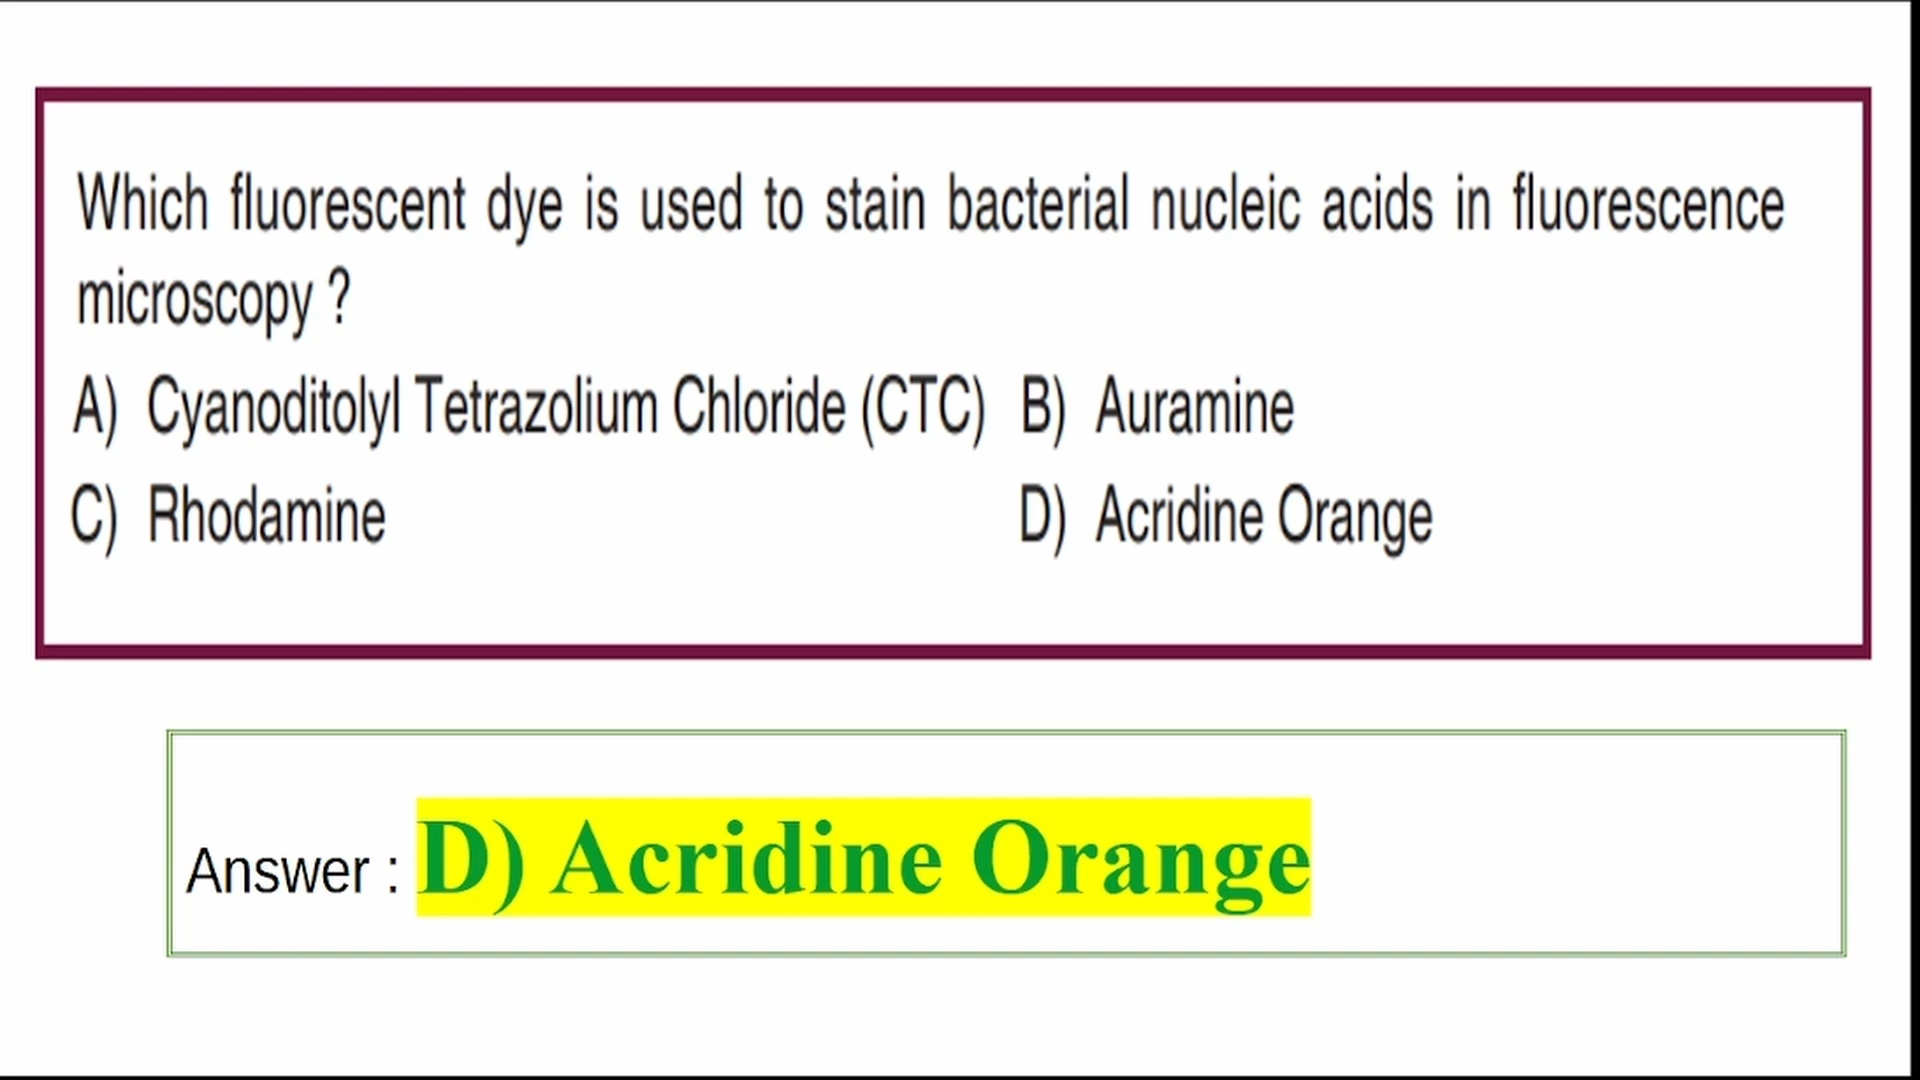 Which fluorescent dye is used to stain bacterial nucleic acids in fluorescence
microscopy ?
A) Cyanoditolyl Tetrazolium Chloride (CTC) B) Auramine
C) Rhodamine D) Acridine Orange
Answer : D) Acridine Orange